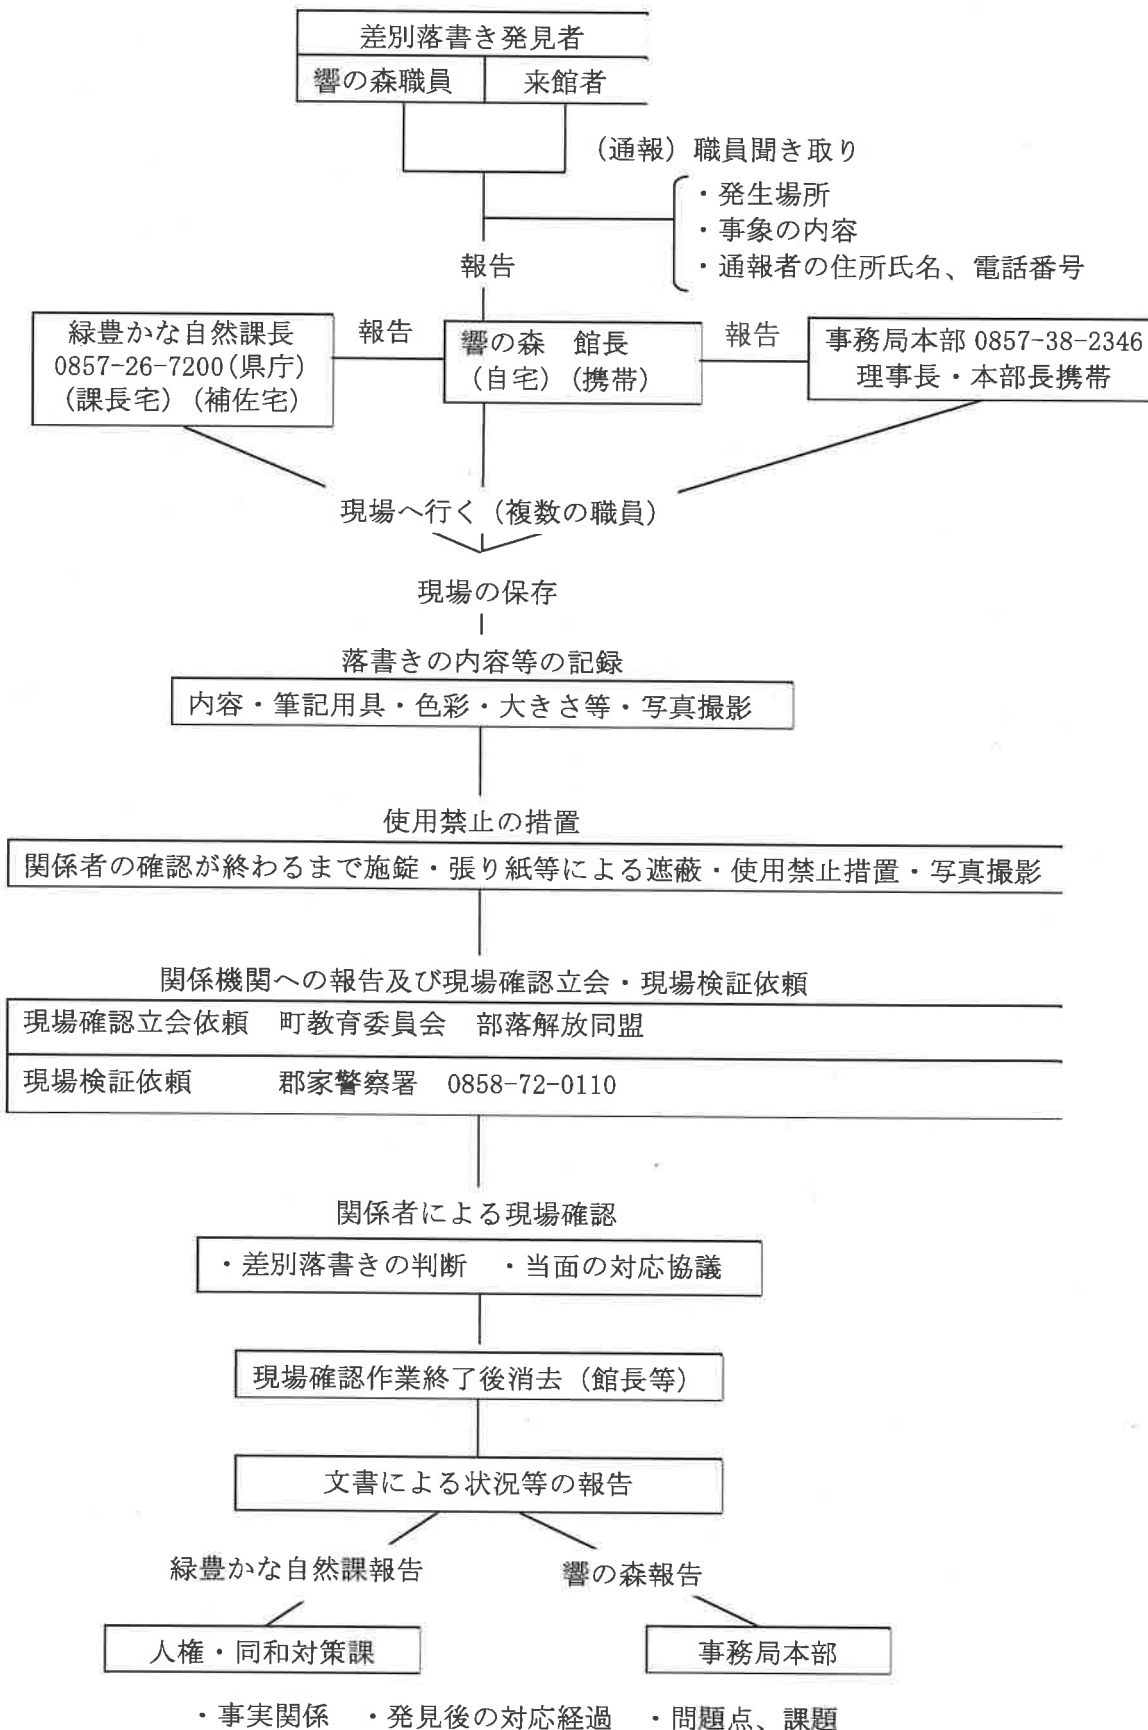 差別落書き発見者
響の森職員 来館者
(通報)職員聞き取り
・発生場所
・事象の内容
・通報者の住所氏名、電話番号
報告
緑豊かな自然課長
0857-26-7200(県庁)
(課長宅)(補佐宅)
報告
響の森 館長
(自宅)(携帯)
報告
事務局本部 0857-38-2346
理事長・本部長携帯
現場へ行く(複数の職員)
現場の保存
落書きの内容等の記録
内容・筆記用具・色彩・大きさ等・写真撮影
使用禁止の措置
関係者の確認が終わるまで施錠・張り紙等による遮蔽・使用禁止措置・写真撮影
関係機関への報告及び現場確認立会・現場検証依頼
現場確認立会依頼 町教育委員会 部落解放同盟
現場検証依頼 郡家警察署 0858-72-0110
関係者による現場確認
・差別落書きの判断 ・当面の対応協議
現場確認作業終了後消去(館長等)
文書による状況等の報告
緑豊かな自然課報告 響の森報告
人権・同和対策課 事務局本部
・事実関係 ・発見後の対応経過 ・問題点、課題